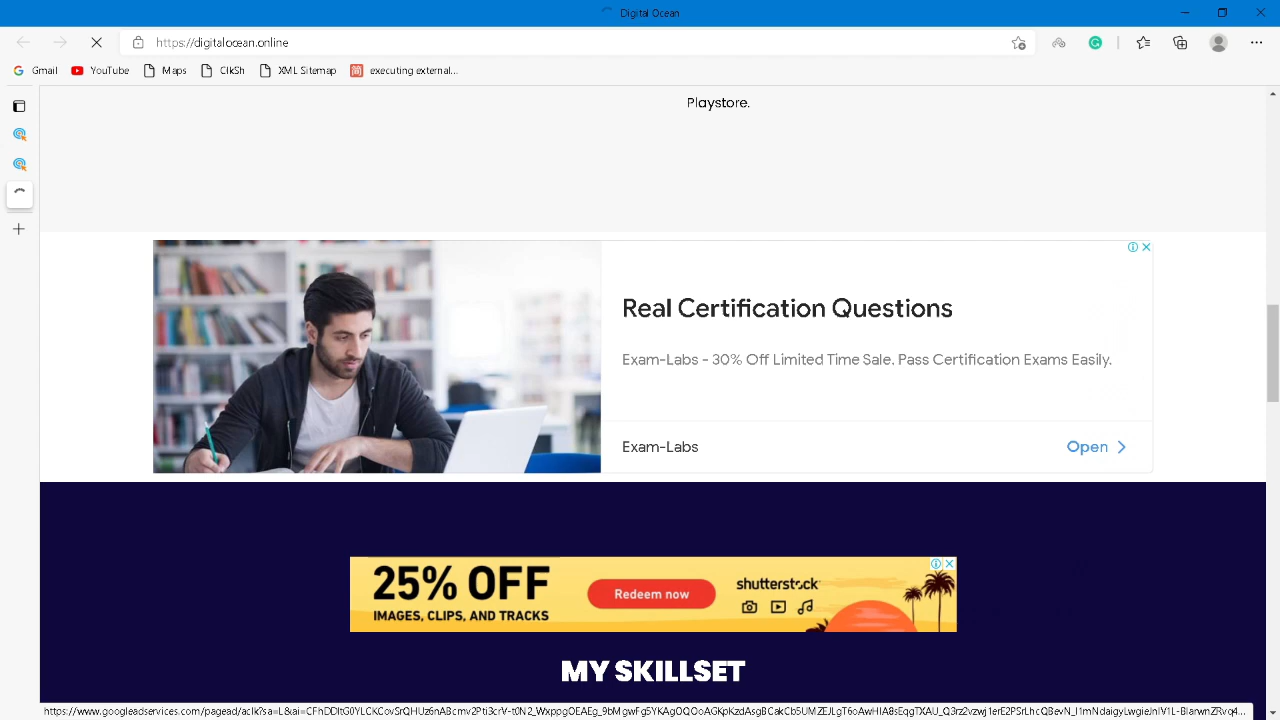 Digital Ocean
https://digitalocean.online
Gmail
YouTube
Maps
ClkSh
XML Sitemap
executing external...
Playstore.
Real Certification Questions
Exam-Labs - 30% Off Limited Time Sale. Pass Certification Exams Easily.
Exam-Labs
Open
25% OFF
IMAGES, CLIPS, AND TRACKS
Redeem now
shutterstock
MY SKILLSET